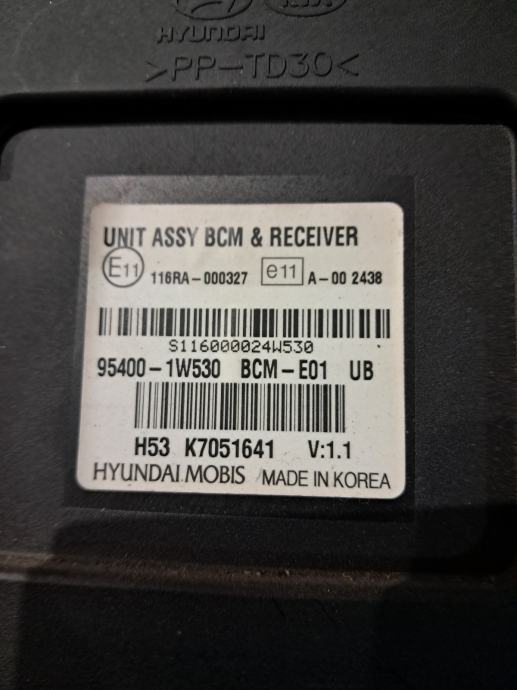 HYUNDAI
>PP-TD30<
UNIT ASSY BCM & RECEIVER
E11 116RA-000327 e11 A-00 2438
S116000024W530
95400-1W530 BCM-E01 UB
H53 K7051641 V:1.1
HYUNDAI MOBIS MADE IN KOREA